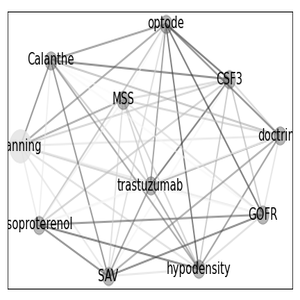 optode
Calanthe
CSF3
MSS
doctrin
anning
trastuzumab
GOFR
soproterenol
SAV
hypodensity